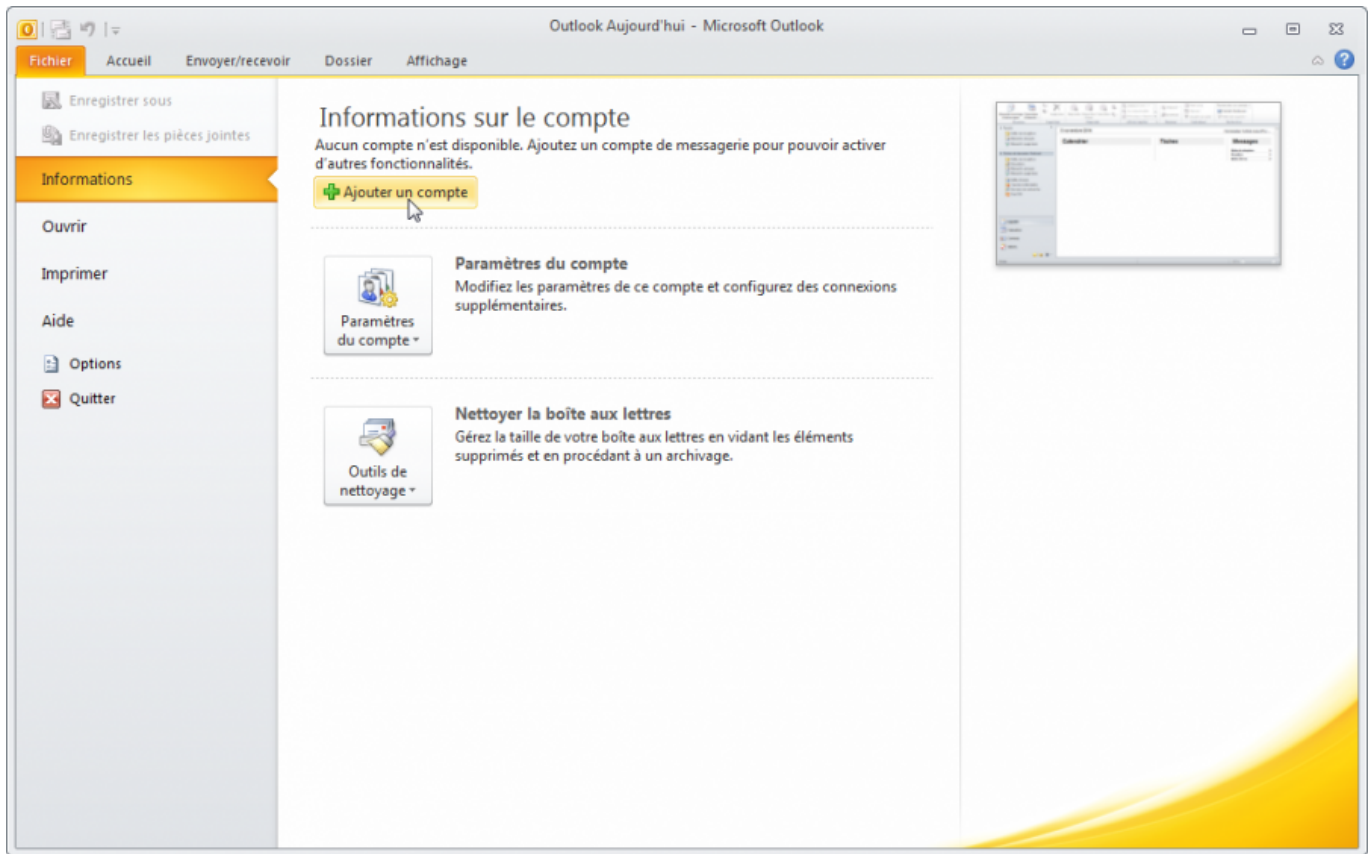 Outlook Aujourd'hui - Microsoft Outlook
Fichier Accueil Envoyer/recevoir Dossier Affichage
Enregistrer sous
Enregistrer les pièces jointes
Informations
Ouvrir
Imprimer
Aide
Options
Quitter
Informations sur le compte
Aucun compte n'est disponible. Ajoutez un compte de messagerie pour pouvoir activer
d'autres fonctionnalités.
Ajouter un compte
Paramètres
du compte
Paramètres du compte
Modifiez les paramètres de ce compte et configurez des connexions
supplémentaires.
Outils de
nettoyage
Nettoyer la boîte aux lettres
Gérez la taille de votre boîte aux lettres en vidant les éléments
supprimés et en procédant à un archivage.
Calendrier Tâches Messages